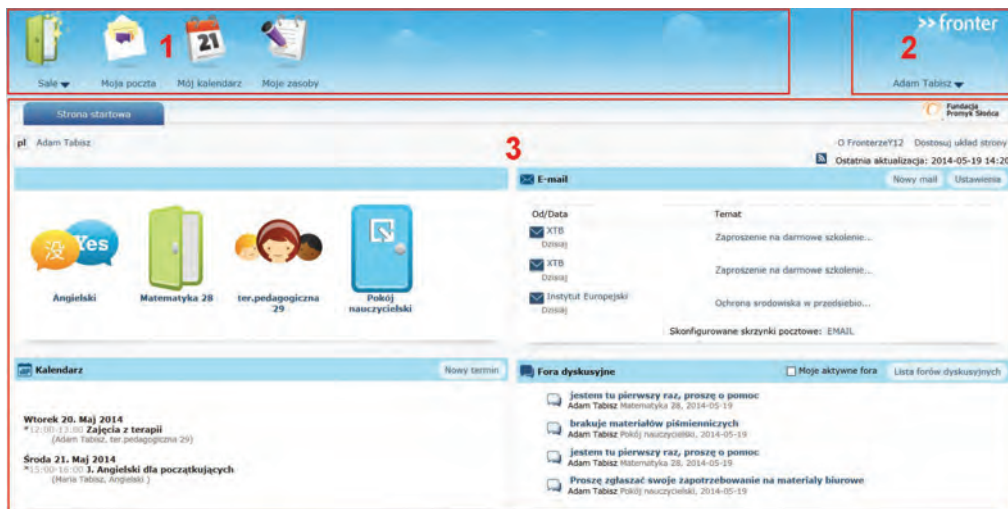 21
1
Sale Moja poczta Mój kalendarz Moje zasoby
>>fronter
2
Adam Tabisz
Strona startowa
Fundacja
Promyk Słońca
pl Adam Tabisz
3
O FronterzeY12 Dostosuj układ strony
Ostatnia aktualizacja: 2014-05-19 14:20
Yes
Angielski Matematyka 28 ter.pedagogiczna
29 Pokój
nauczycielski
E-mail Nowy mail Ustawienia
Od/Data Temat
XTB
Dzisiaj
Zaproszenie na darmowe szkolenie...
XTB
Dzisiaj
Zaproszenie na darmowe szkolenie...
Instytut Europejski
Dzisiaj
Ochrona srodowiska w przedsiebio...
Skonfigurowane skrzynki pocztowe: EMAIL
Kalendarz Nowy termin
Wtorek 20. Maj 2014
*12:00-13:00 Zajęcia z terapii
(Adam Tabisz, ter.pedagogiczna 29)
Środa 21. Maj 2014
*15:00-16:00 J. Angielski dla początkujących
(Maria Tabisz, Angielski )
Fora dyskusyjne Moje aktywne fora Lista forów dyskusyjnych
jestem tu pierwszy raz, proszę o pomoc
Adam Tabisz Matematyka 28, 2014-05-19
brakuje materiałów piśmienniczych
Adam Tabisz Pokój nauczycielski, 2014-05-19
jestem tu pierwszy raz, proszę o pomoc
Adam Tabisz Matematyka 28, 2014-05-19
Proszę zgłaszać swoje zapotrzebowanie na materiały biurowe
Adam Tabisz Pokój nauczycielski, 2014-05-19